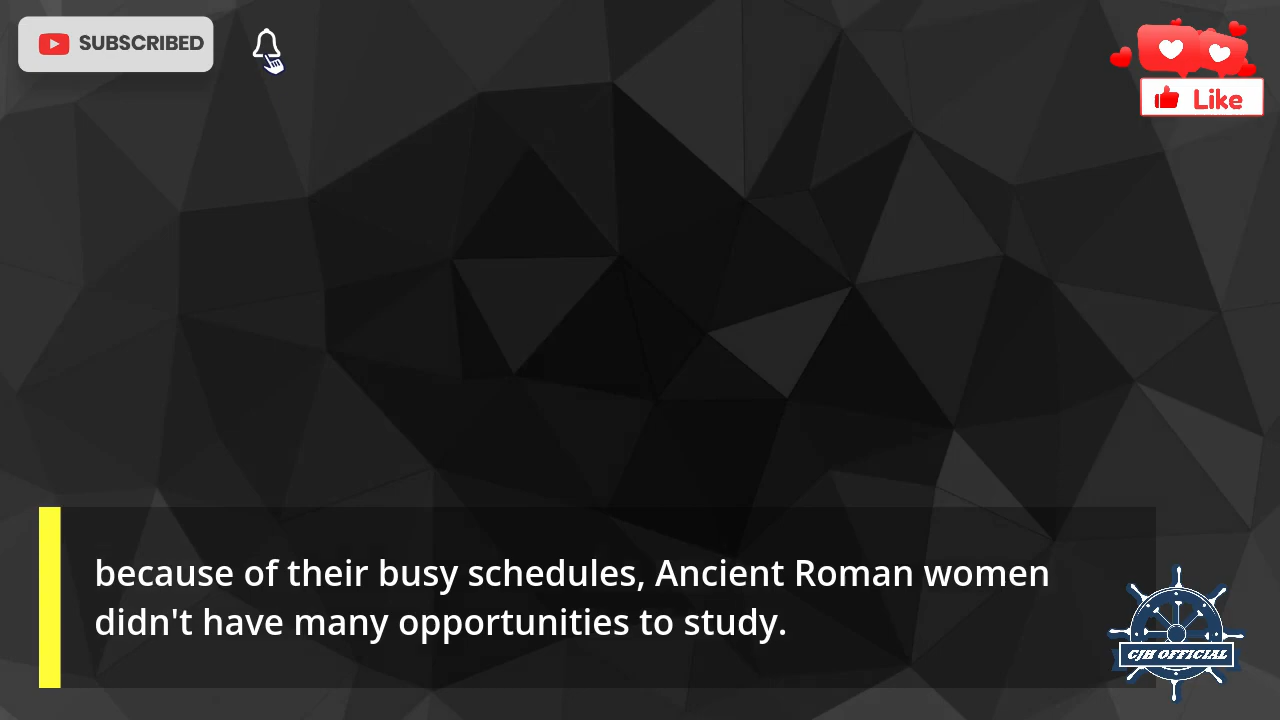 SUBSCRIBED
Like
because of their busy schedules, Ancient Roman women
didn't have many opportunities to study.
CJH OFFICIAL